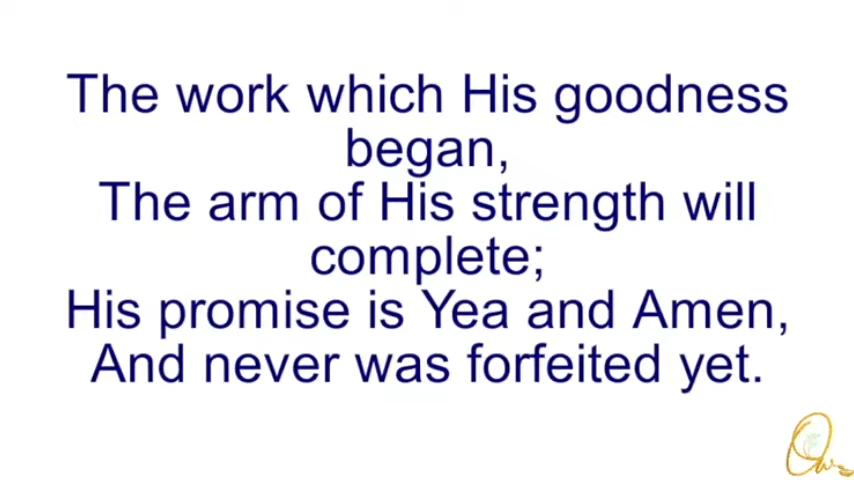 The work which His goodness
began,
The arm of His strength will
complete;
His promise is Yea and Amen,
And never was forfeited yet.